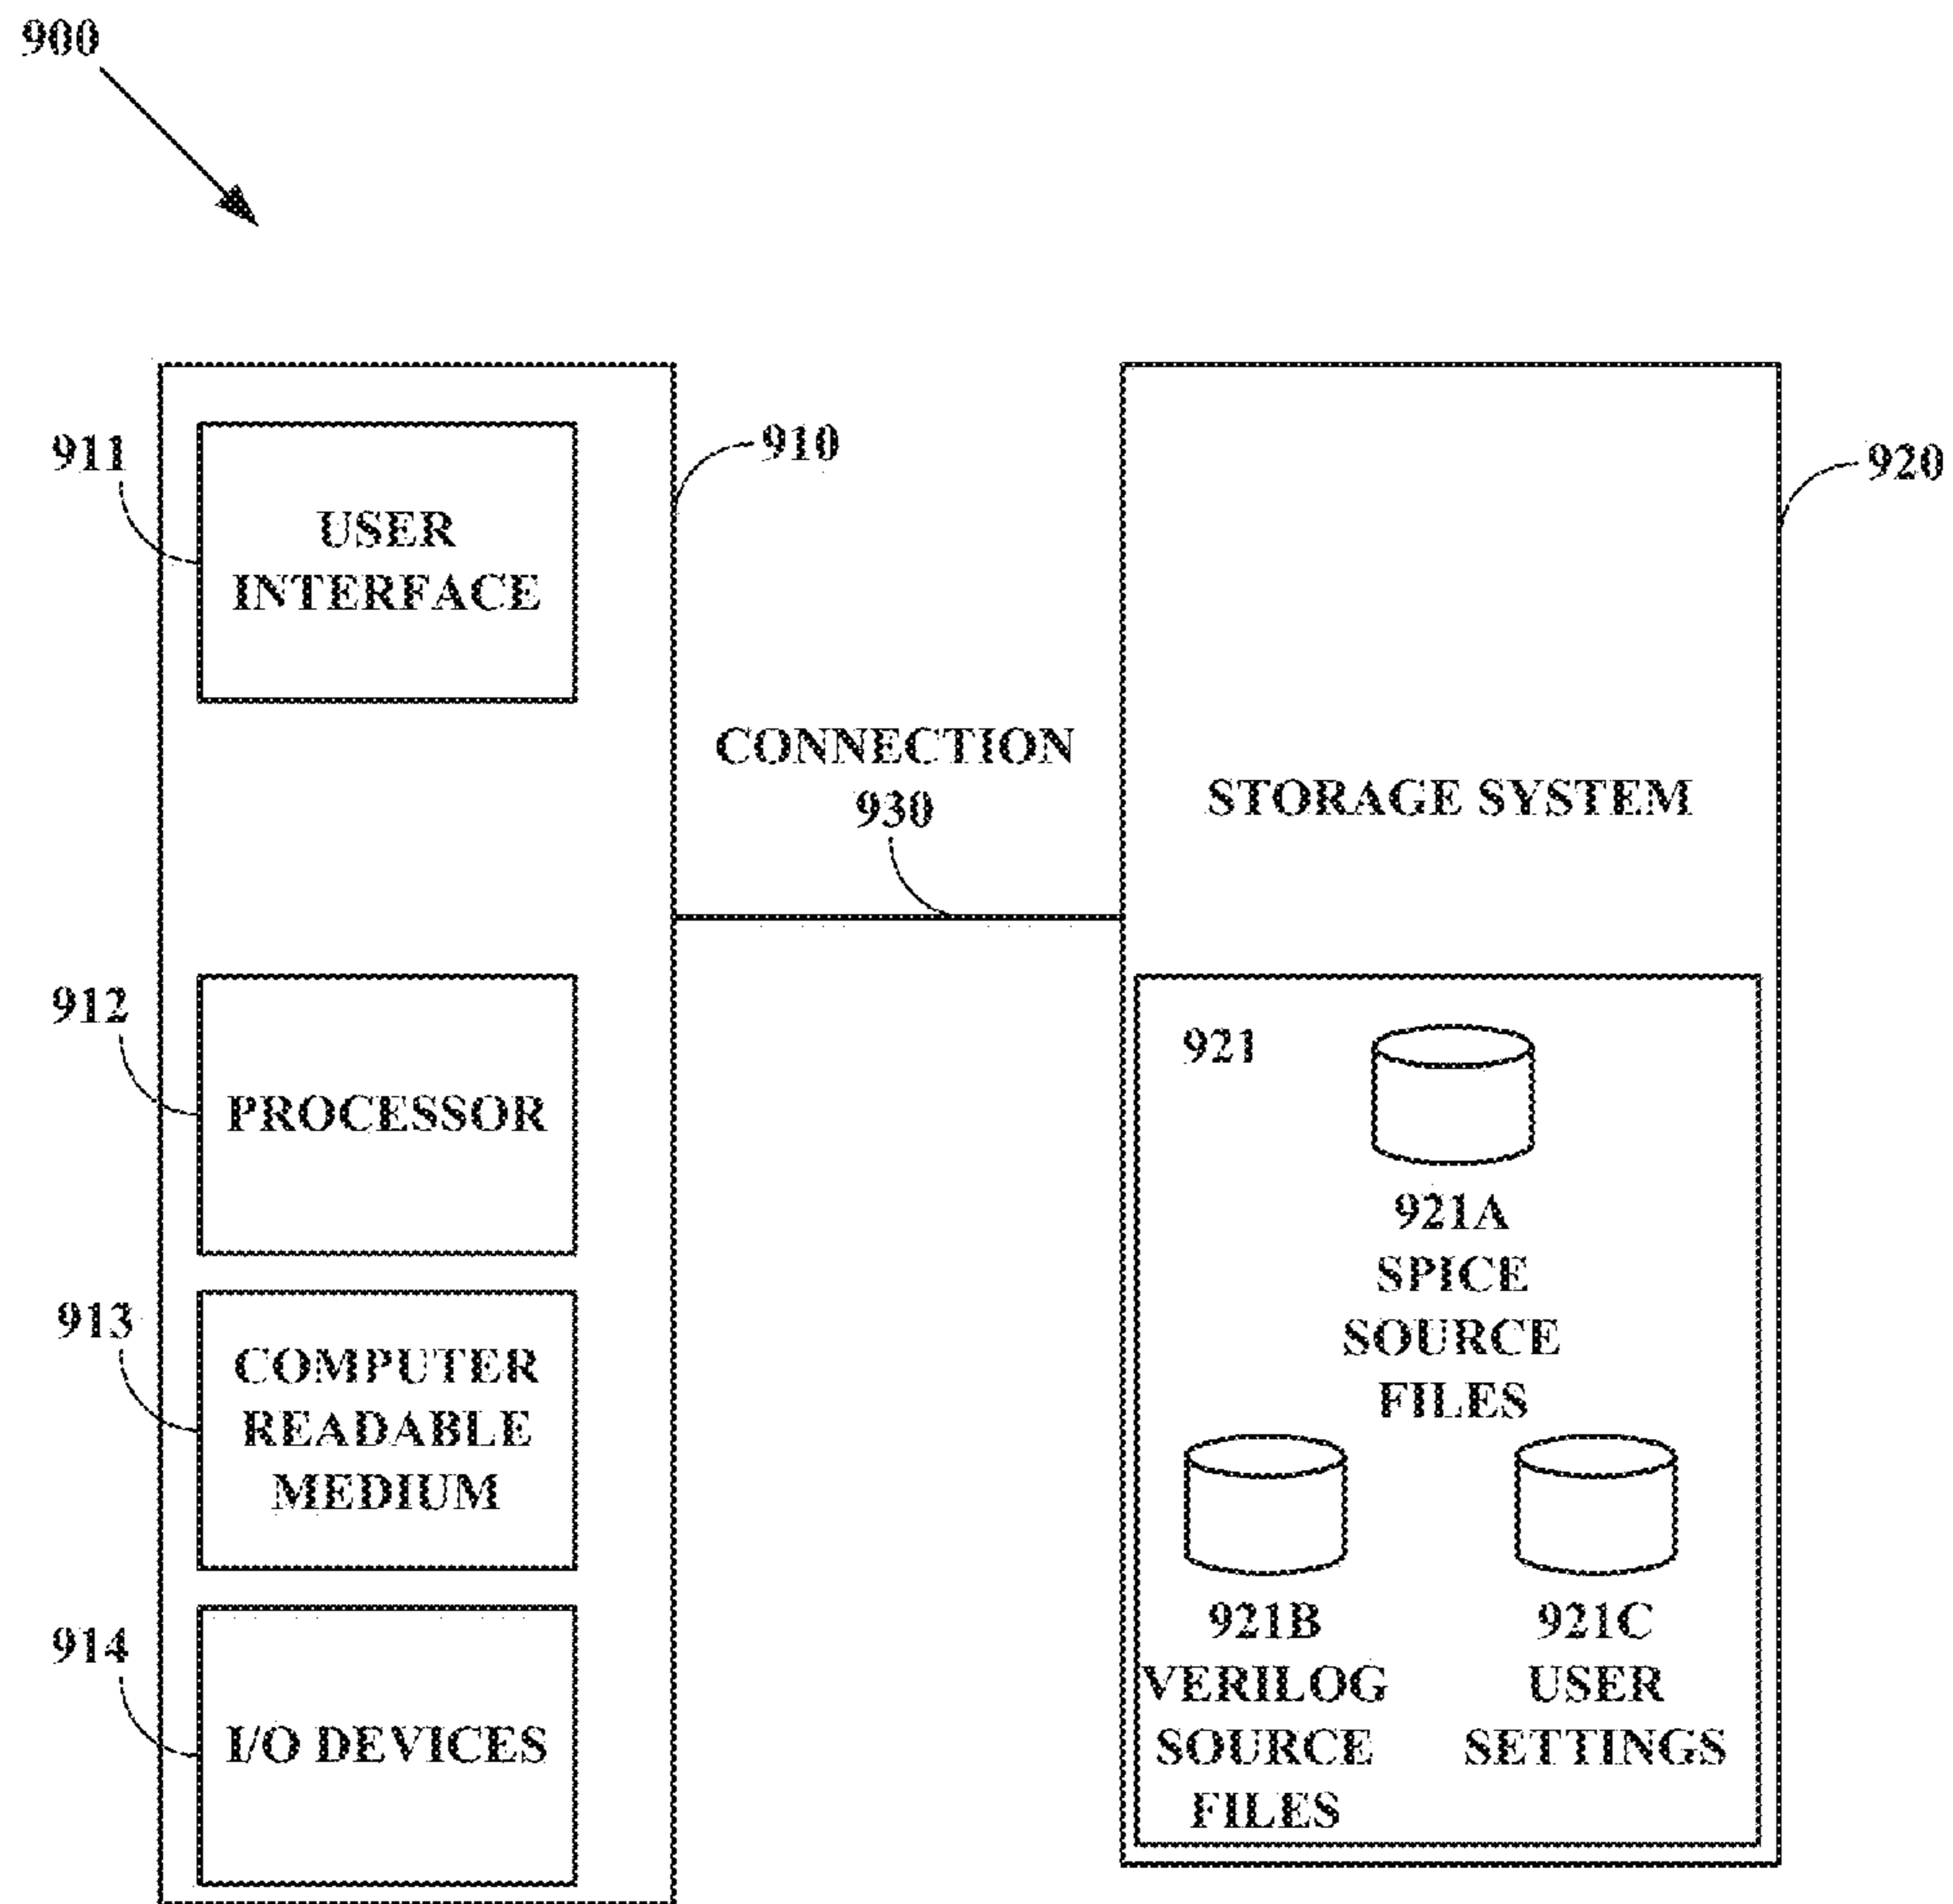 900
911
USER
INTERFACE
910
920
CONNECTION
930
STORAGE SYSTEM
912
PROCESSOR
913
COMPUTER
READABLE
MEDIUM
914
I/O DEVICES
921
921A
SPICE
SOURCE
FILES
921B
VERILOG
SOURCE
FILES
921C
USER
SETTINGS